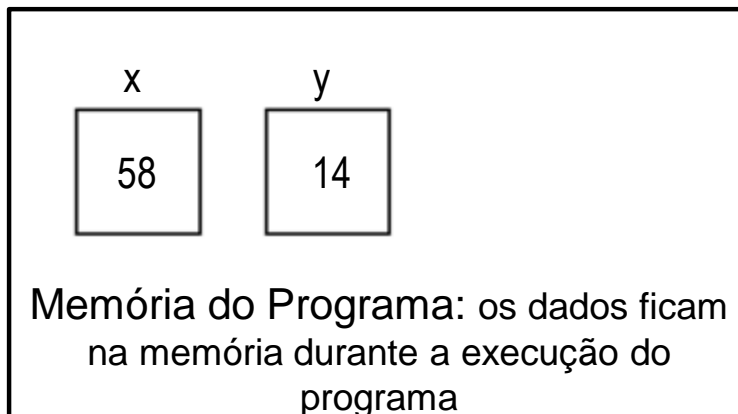 x y
58 14
Memória do Programa: os dados ficam
na memória durante a execução do
programa